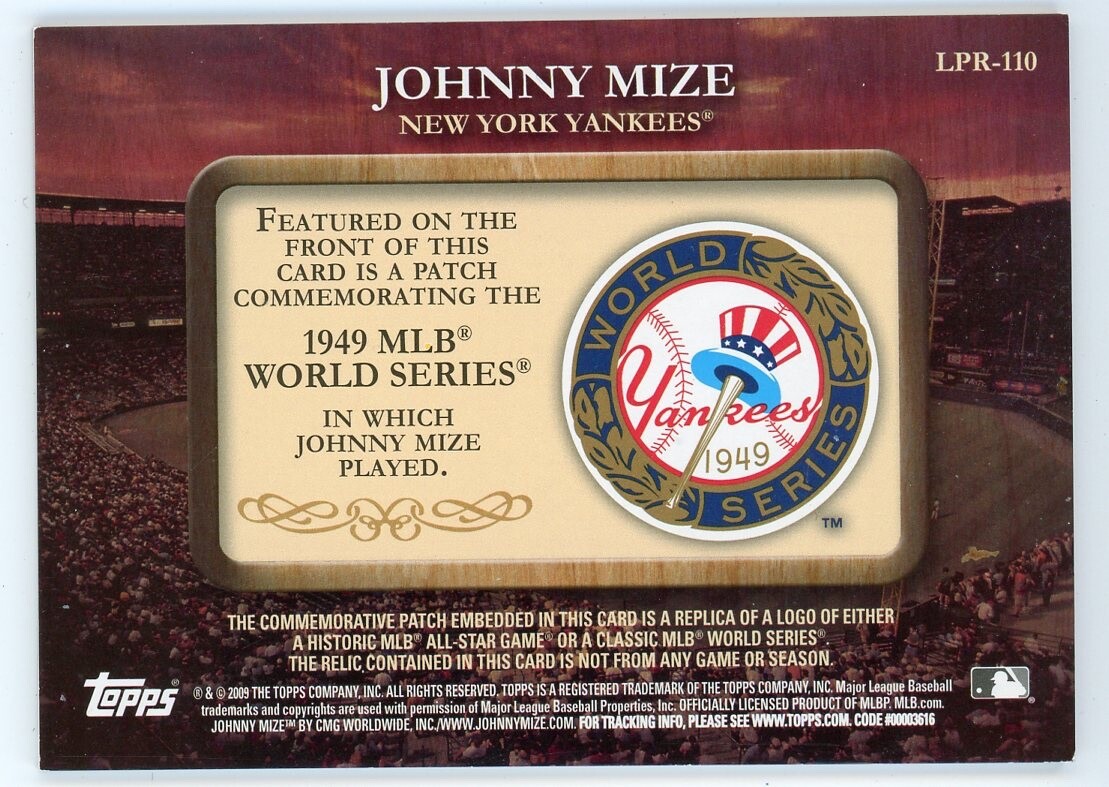 LPR-110
JOHNNY MIZE
NEW YORK YANKEES®
FEATURED ON THE
FRONT OF THIS
CARD IS A PATCH
COMMEMORATING THE
1949 MLB®
WORLD SERIES®
IN WHICH
JOHNNY MIZE
PLAYED.
WORLD
Yankees
1949
SERIES
TM
THE COMMEMORATIVE PATCH EMBEDDED IN THIS CARD IS A REPLICA OF A LOGO OF EITHER
A HISTORIC MLB® ALL-STAR GAME® OR A CLASSIC MLB® WORLD SERIES®.
THE RELIC CONTAINED IN THIS CARD IS NOT FROM ANY GAME OR SEASON.
topps®
® & © 2009 THE TOPPS COMPANY, INC. ALL RIGHTS RESERVED. TOPPS IS A REGISTERED TRADEMARK OF THE TOPPS COMPANY, INC. Major League Baseball
trademarks and copyrights are used with permission of Major League Baseball Properties, Inc. OFFICIALLY LICENSED PRODUCT OF MLBP. MLB.com.
JOHNNY MIZE™ BY CMG WORLDWIDE, INC./WWW.JOHNNYMIZE.COM. FOR TRACKING INFO, PLEASE SEE WWW.TOPPS.COM. CODE #00003616